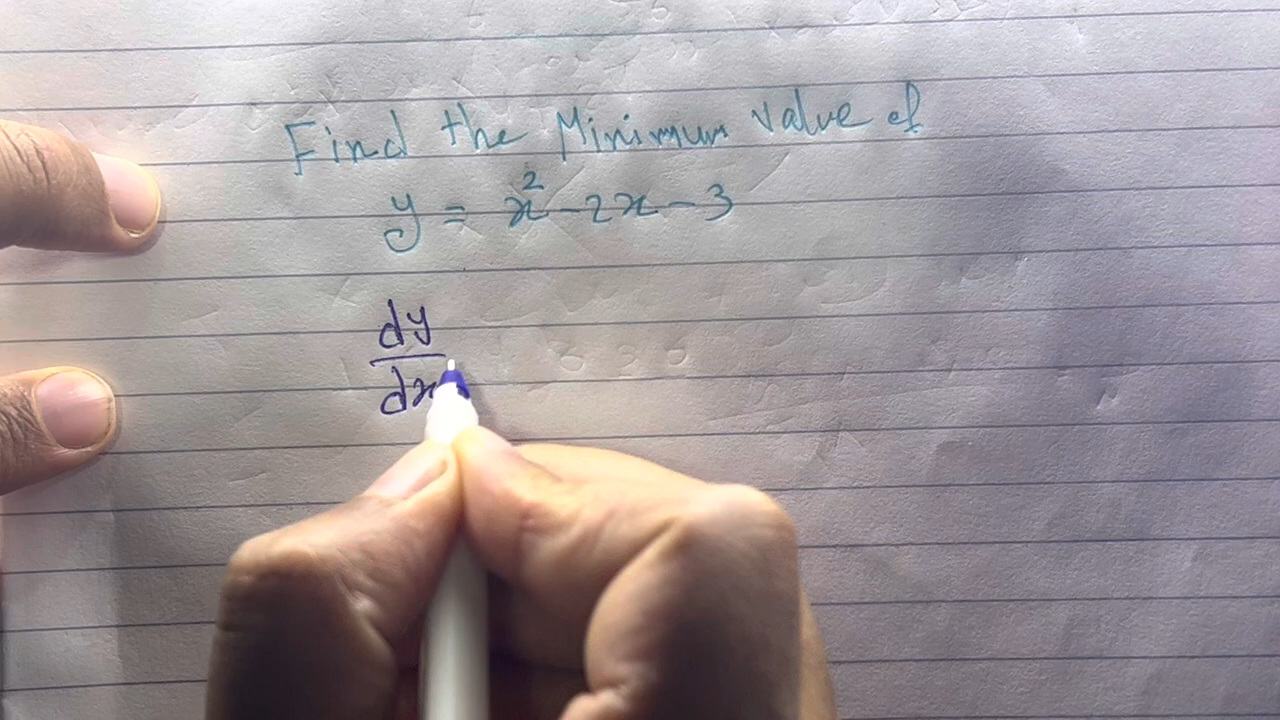 Find the Minimum value of
y = x² - 2x - 3
dy
dx